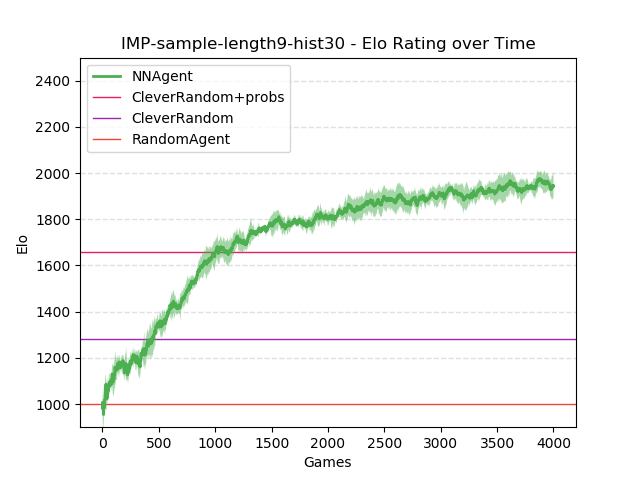 IMP-sample-length9-hist30 - Elo Rating over Time
NNAgent
CleverRandom+probs
CleverRandom
RandomAgent
2400
2200
2000
1800
1600
1400
1200
1000
Elo
0 500 1000 1500 2000 2500 3000 3500 4000
Games